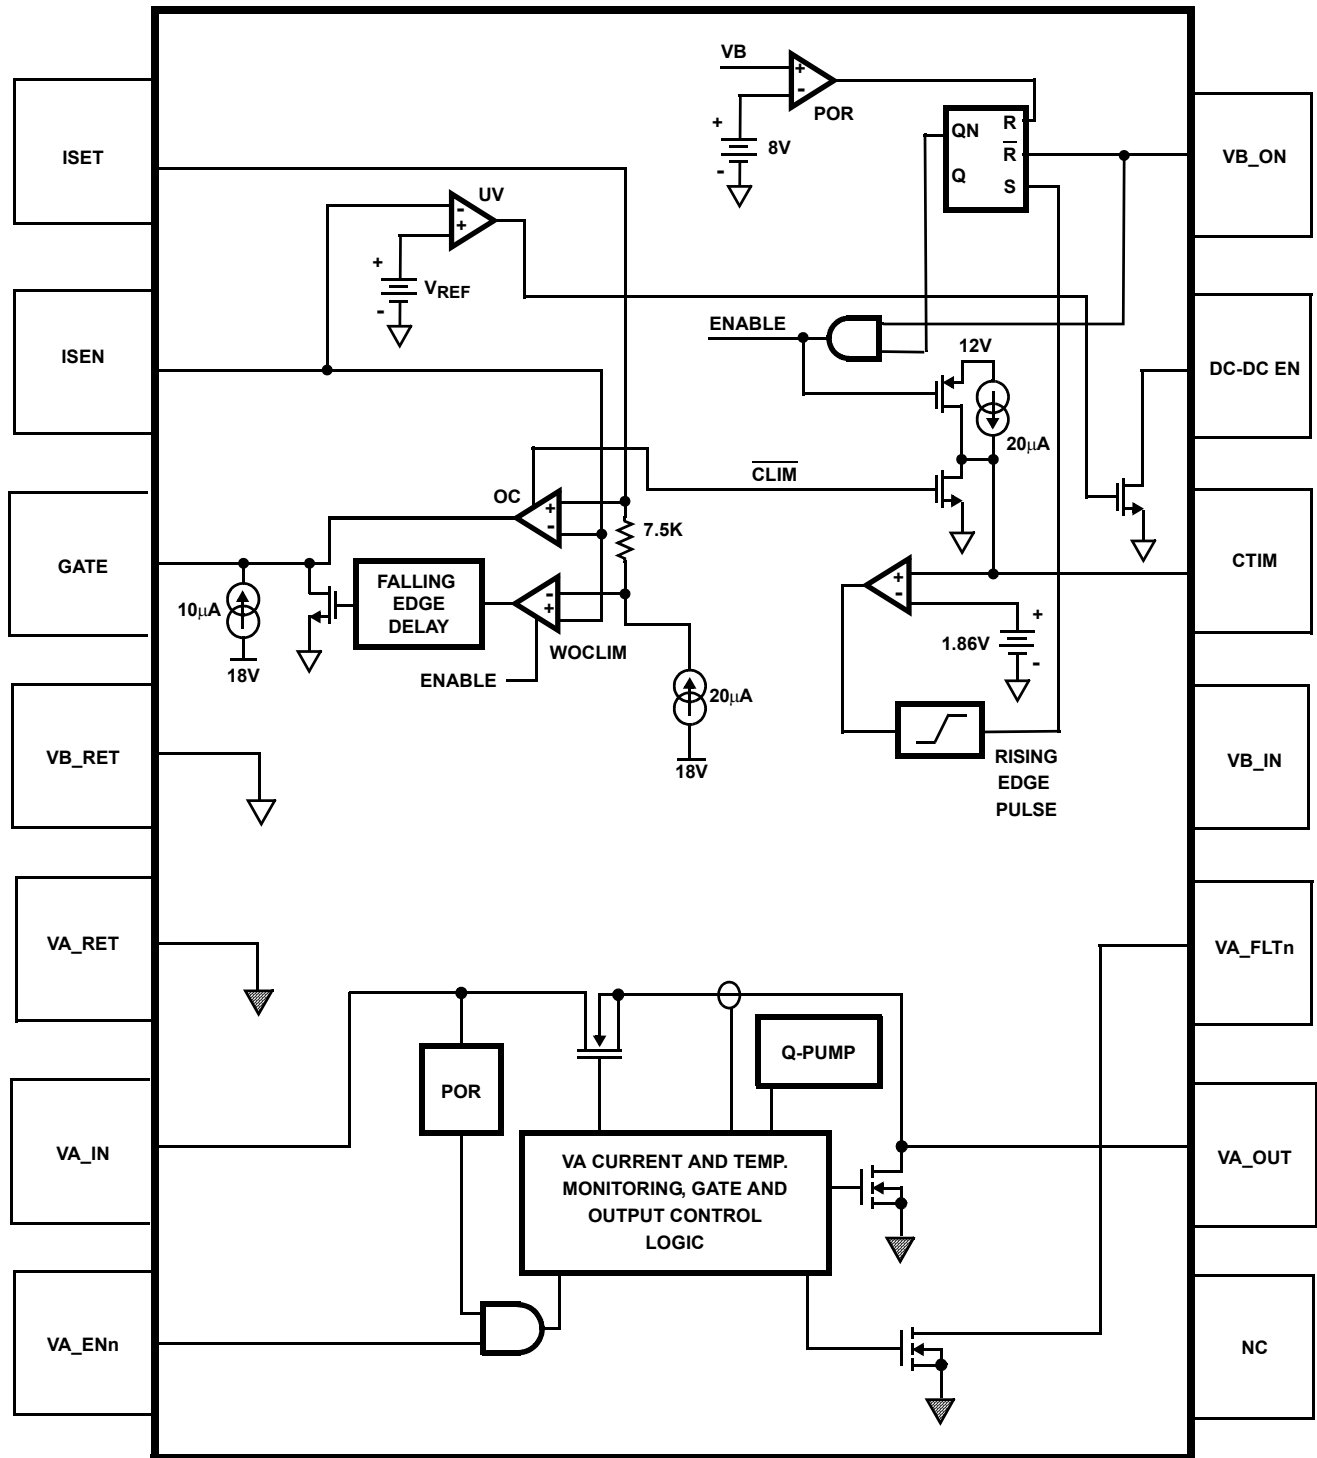 VB
+
-
POR
+
8V
-
QN
R
R
Q
S
ISET
VB_ON
UV
-
+
+
VREF
-
ENABLE
12V
20µA
ISEN
DC-DC EN
CLIM
OC
+
-
7.5K
GATE
10µA
18V
FALLING
EDGE
DELAY
-
+
WOCLIM
ENABLE
20µA
18V
CTIM
+
-
+
1.86V
-
RISING
EDGE
PULSE
VB_RET
VB_IN
VA_RET
VA_FLTn
Q-PUMP
POR
VA_IN
VA CURRENT AND TEMP.
MONITORING, GATE AND
OUTPUT CONTROL
LOGIC
VA_OUT
VA_ENn
NC